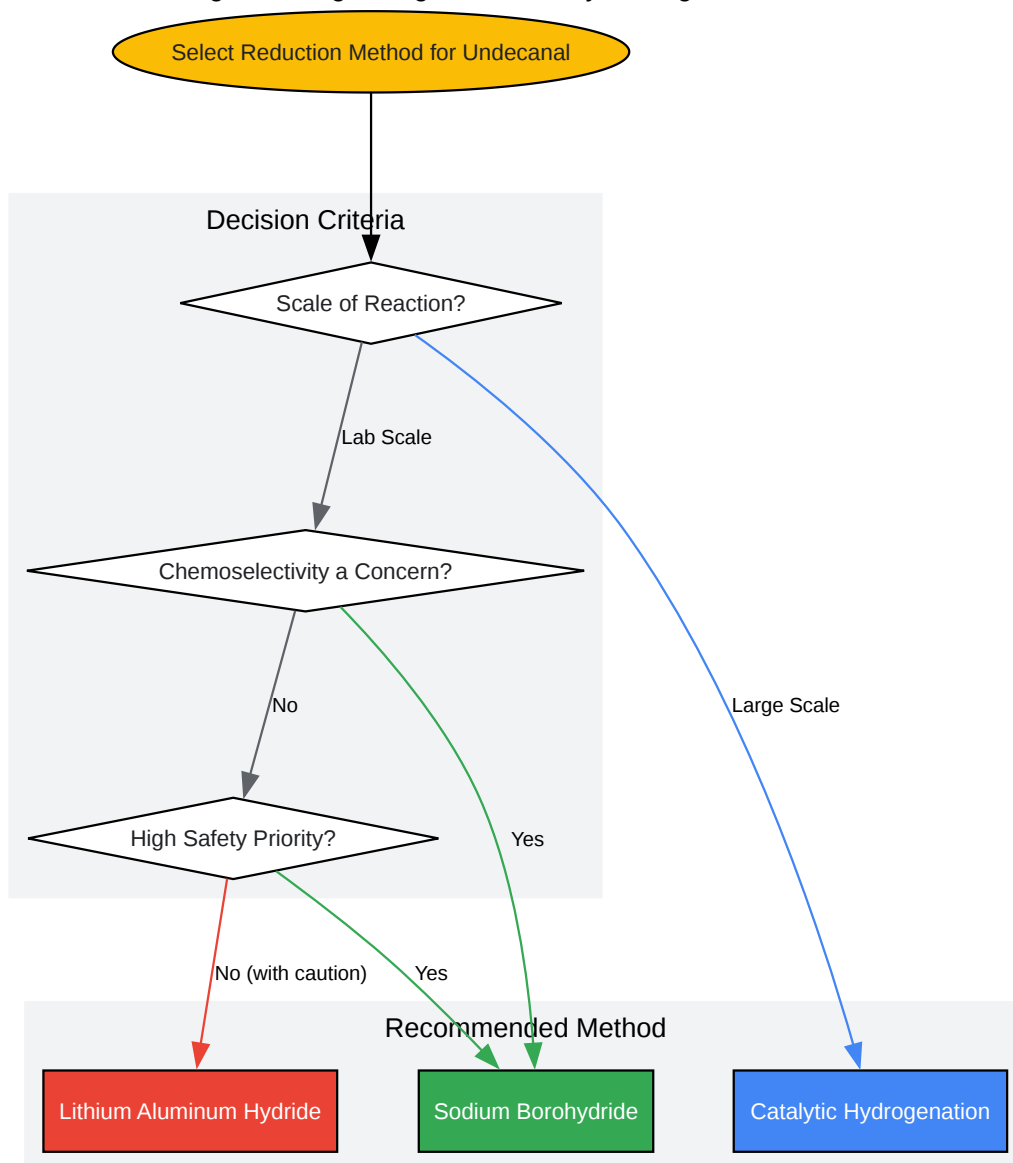 Select Reduction Method for Undecanal
Decision Criteria
Scale of Reaction?
Lab Scale
Chemoselectivity a Concern?
No
Large Scale
High Safety Priority?
Yes
No (with caution)
Yes
Recommended Method
Lithium Aluminum Hydride
Sodium Borohydride
Catalytic Hydrogenation